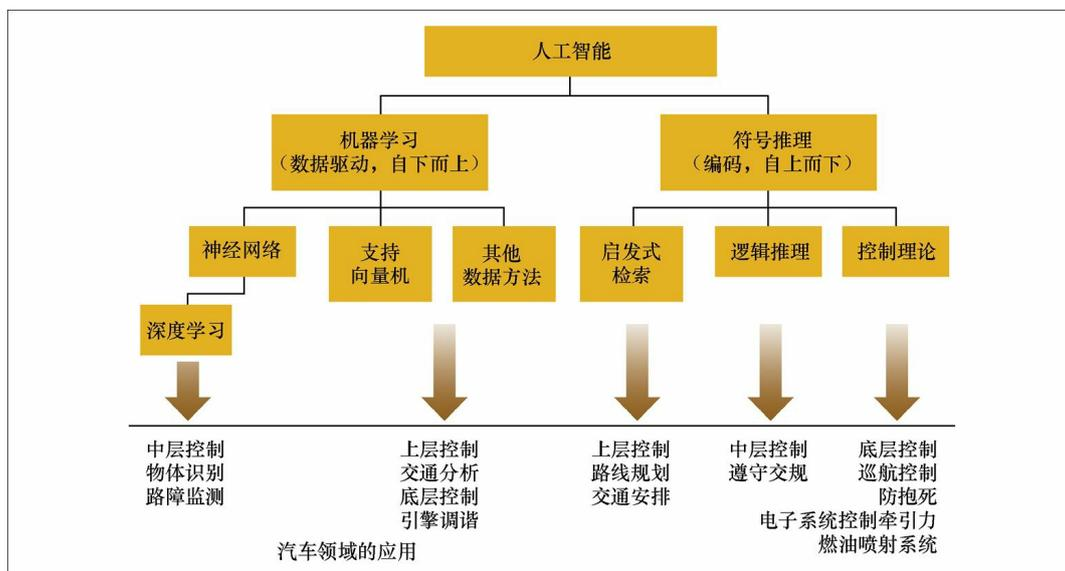 人工智能
机器学习
（数据驱动，自下而上）
符号推理
（编码，自上而下）
神经网络
支持
向量机
其他
数据方法
启发式
检索
逻辑推理
控制理论
深度学习
中层控制
物体识别
路障监测
上层控制
交通分析
底层控制
引擎调谐
上层控制
路线规划
交通安排
中层控制
遵守交规
底层控制
巡航控制
防抱死
电子系统控制牵引力
燃油喷射系统
汽车领域的应用